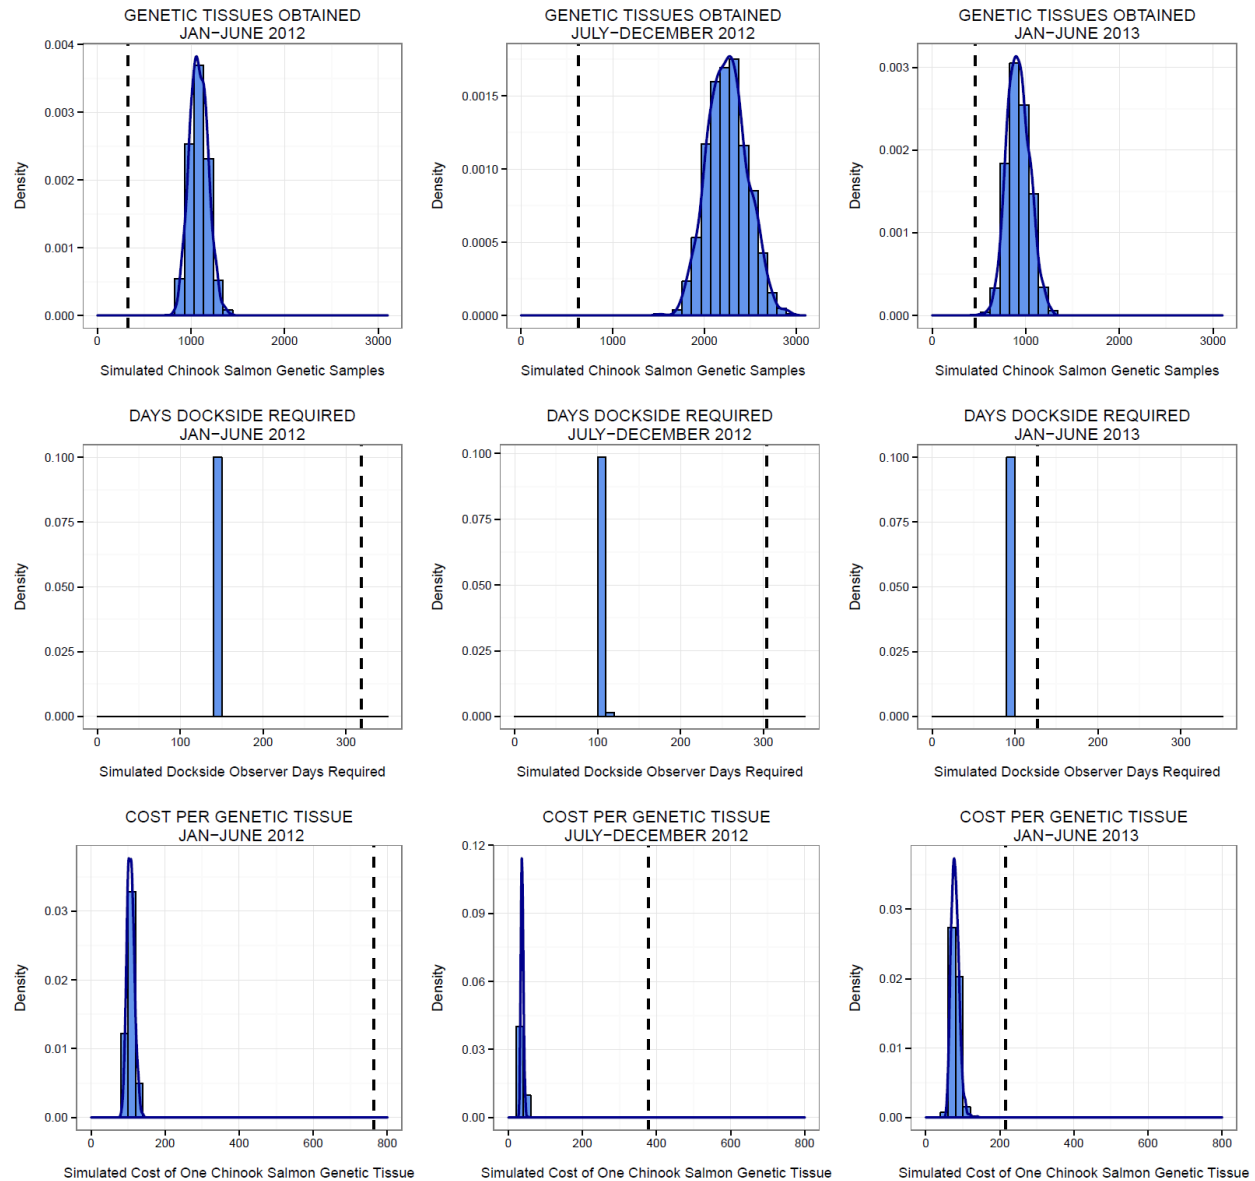 GENETIC TISSUES OBTAINED
JAN−JUNE 2012
0.004
0.003
0.002
0.001
0.000
Density
0
1000
2000
3000
Simulated Chinook Salmon Genetic Samples
GENETIC TISSUES OBTAINED
JULY−DECEMBER 2012
0.0015
0.0010
0.0005
0.0000
Density
0
1000
2000
3000
Simulated Chinook Salmon Genetic Samples
GENETIC TISSUES OBTAINED
JAN−JUNE 2013
0.003
0.002
0.001
0.000
Density
0
1000
2000
3000
Simulated Chinook Salmon Genetic Samples
DAYS DOCKSIDE REQUIRED
JAN−JUNE 2012
0.100
0.075
0.050
0.025
0.000
Density
0
100
200
300
Simulated Dockside Observer Days Required
DAYS DOCKSIDE REQUIRED
JULY−DECEMBER 2012
0.100
0.075
0.050
0.025
0.000
Density
0
100
200
300
Simulated Dockside Observer Days Required
DAYS DOCKSIDE REQUIRED
JAN−JUNE 2013
0.100
0.075
0.050
0.025
0.000
Density
0
100
200
300
Simulated Dockside Observer Days Required
COST PER GENETIC TISSUE
JAN−JUNE 2012
0.03
0.02
0.01
0.00
Density
0
200
400
600
800
Simulated Cost of One Chinook Salmon Genetic Tissue
COST PER GENETIC TISSUE
JULY−DECEMBER 2012
0.12
0.09
0.06
0.03
0.00
Density
0
200
400
600
800
Simulated Cost of One Chinook Salmon Genetic Tissue
COST PER GENETIC TISSUE
JAN−JUNE 2013
0.03
0.02
0.01
0.00
Density
0
200
400
600
800
Simulated Cost of One Chinook Salmon Genetic Tissue